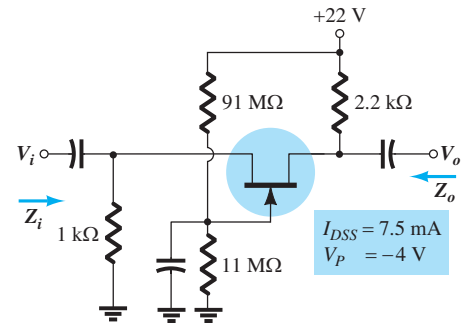 +22 V
91 MΩ
2.2 kΩ
Vi
Vo
Zi
Zo
1 kΩ
11 MΩ
IDSS = 7.5 mA
VP = −4 V